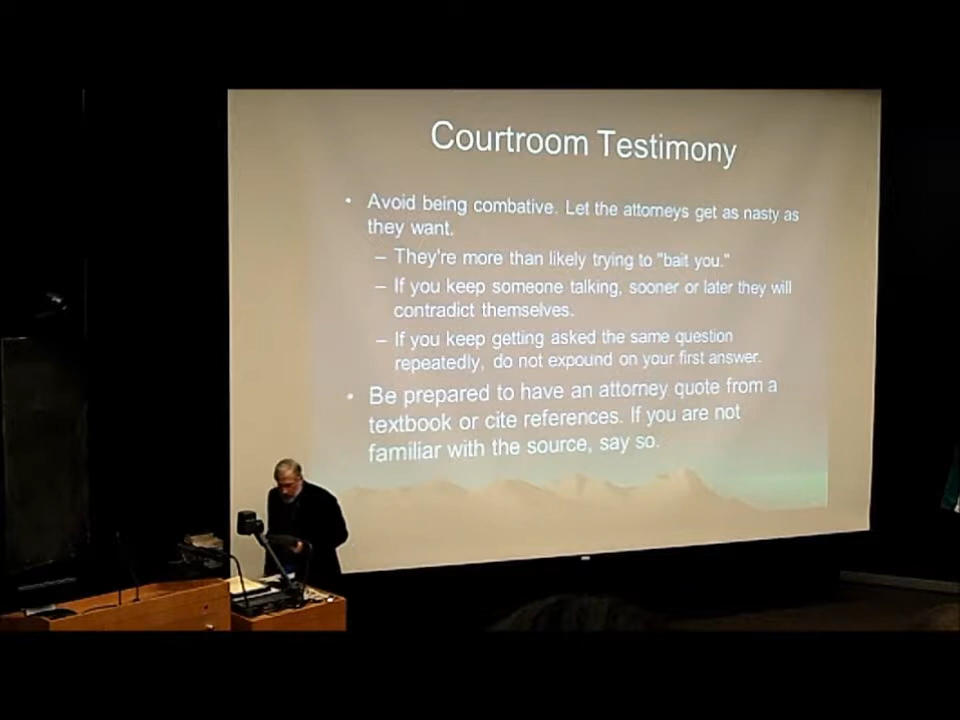 Courtroom Testimony
• Avoid being combative. Let the attorneys get as nasty as
they want.
– They're more than likely trying to "bait you."
– If you keep someone talking, sooner or later they will
contradict themselves.
– If you keep getting asked the same question
repeatedly, do not expound on your first answer.
• Be prepared to have an attorney quote from a
textbook or cite references. If you are not
familiar with the source, say so.